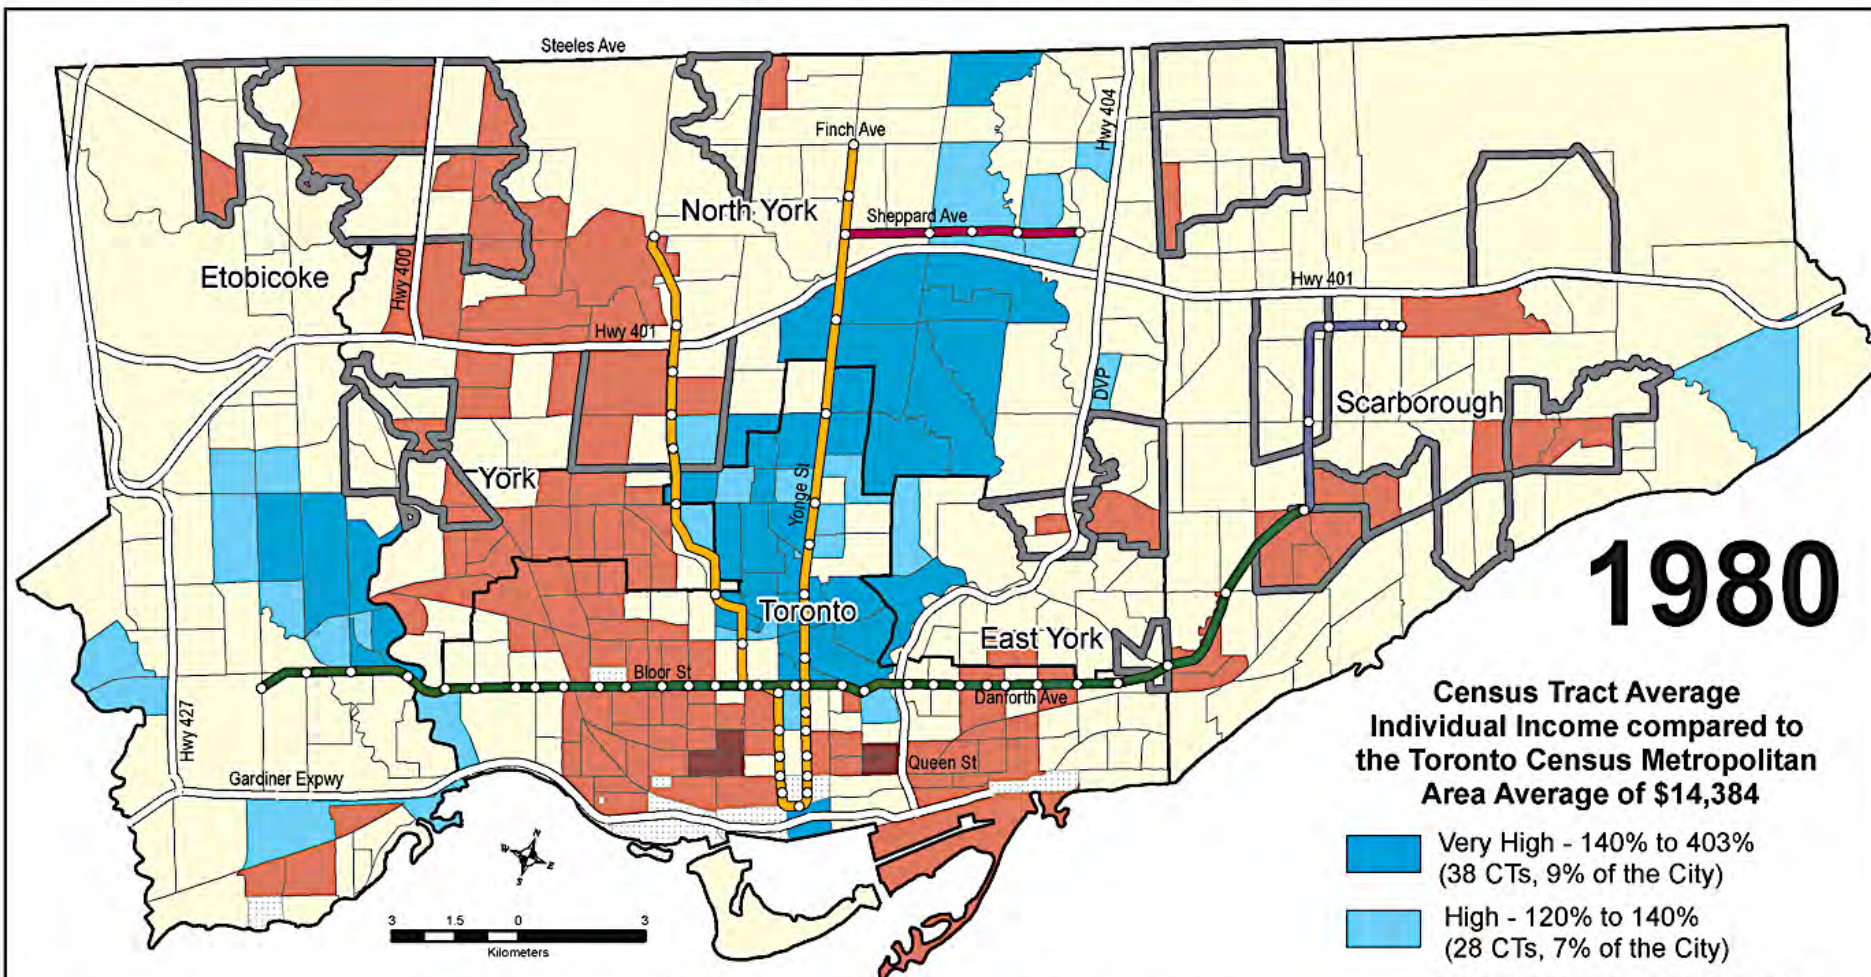 Steeles Ave
Hwy 404
Finch Ave
North York
Sheppard Ave
Etobicoke
Hwy 400
Hwy 401
Hwy 401
DVP
Scarborough
York
Yonge St
1980
Toronto
East York
Bloor St
Danforth Ave
Hwy 427
Queen St
Gardiner Expwy
Census Tract Average
Individual Income compared to
the Toronto Census Metropolitan
Area Average of $14,384
N
W E
S
3 1.5 0 3
Kilometers
Very High - 140% to 403%
(38 CTs, 9% of the City)
High - 120% to 140%
(28 CTs, 7% of the City)